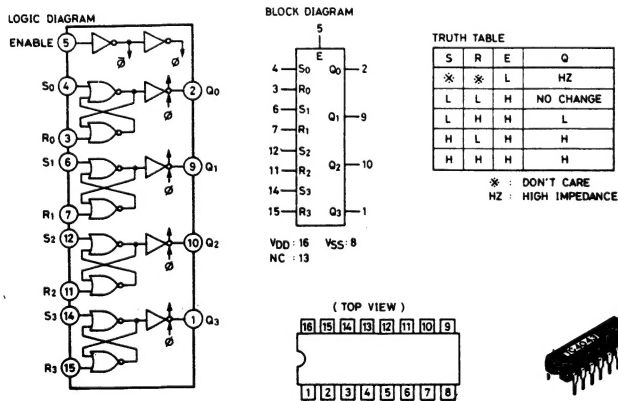 LOGIC DIAGRAM
ENABLE 5
Φ̄ Φ
S0 4
2 Q0
Φ
R0 3
S1 6
9 Q1
Φ
R1 7
S2 12
10 Q2
Φ
R2 11
S3 14
1 Q3
Φ
R3 15
BLOCK DIAGRAM
5
4 S0 Q0 2
3 R0
6 S1 Q1 9
7 R1
12 S2
11 R2 Q2 10
14 S3
15 R3 Q3 1
VDD : 16 VSS : 8
NC : 13
TRUTH TABLE
S R E Q
※ ※ L HZ
L L H NO CHANGE
L H H L
H L H H
H H H H
※ : DON'T CARE
HZ : HIGH IMPEDANCE
( TOP VIEW )
16 15 14 13 12 11 10 9
1 2 3 4 5 6 7 8
TC4043